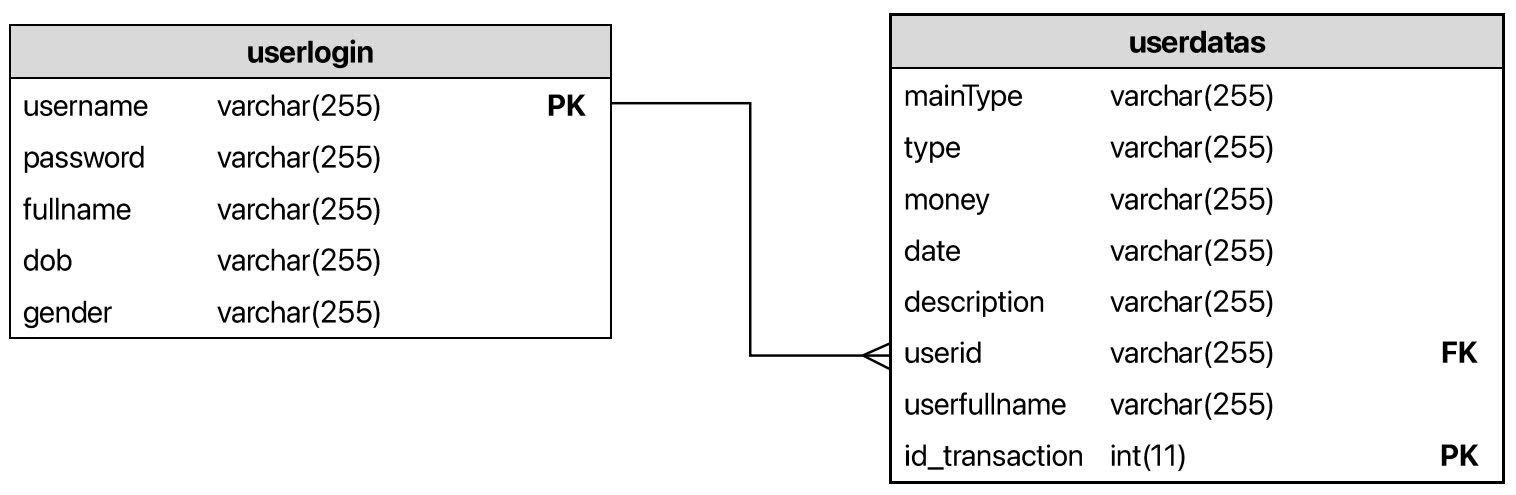 userlogin
username varchar(255) PK
password varchar(255)
fullname varchar(255)
dob varchar(255)
gender varchar(255)
userdatas
mainType varchar(255)
type varchar(255)
money varchar(255)
date varchar(255)
description varchar(255)
userid varchar(255) FK
userfullname varchar(255)
id_transaction int(11) PK